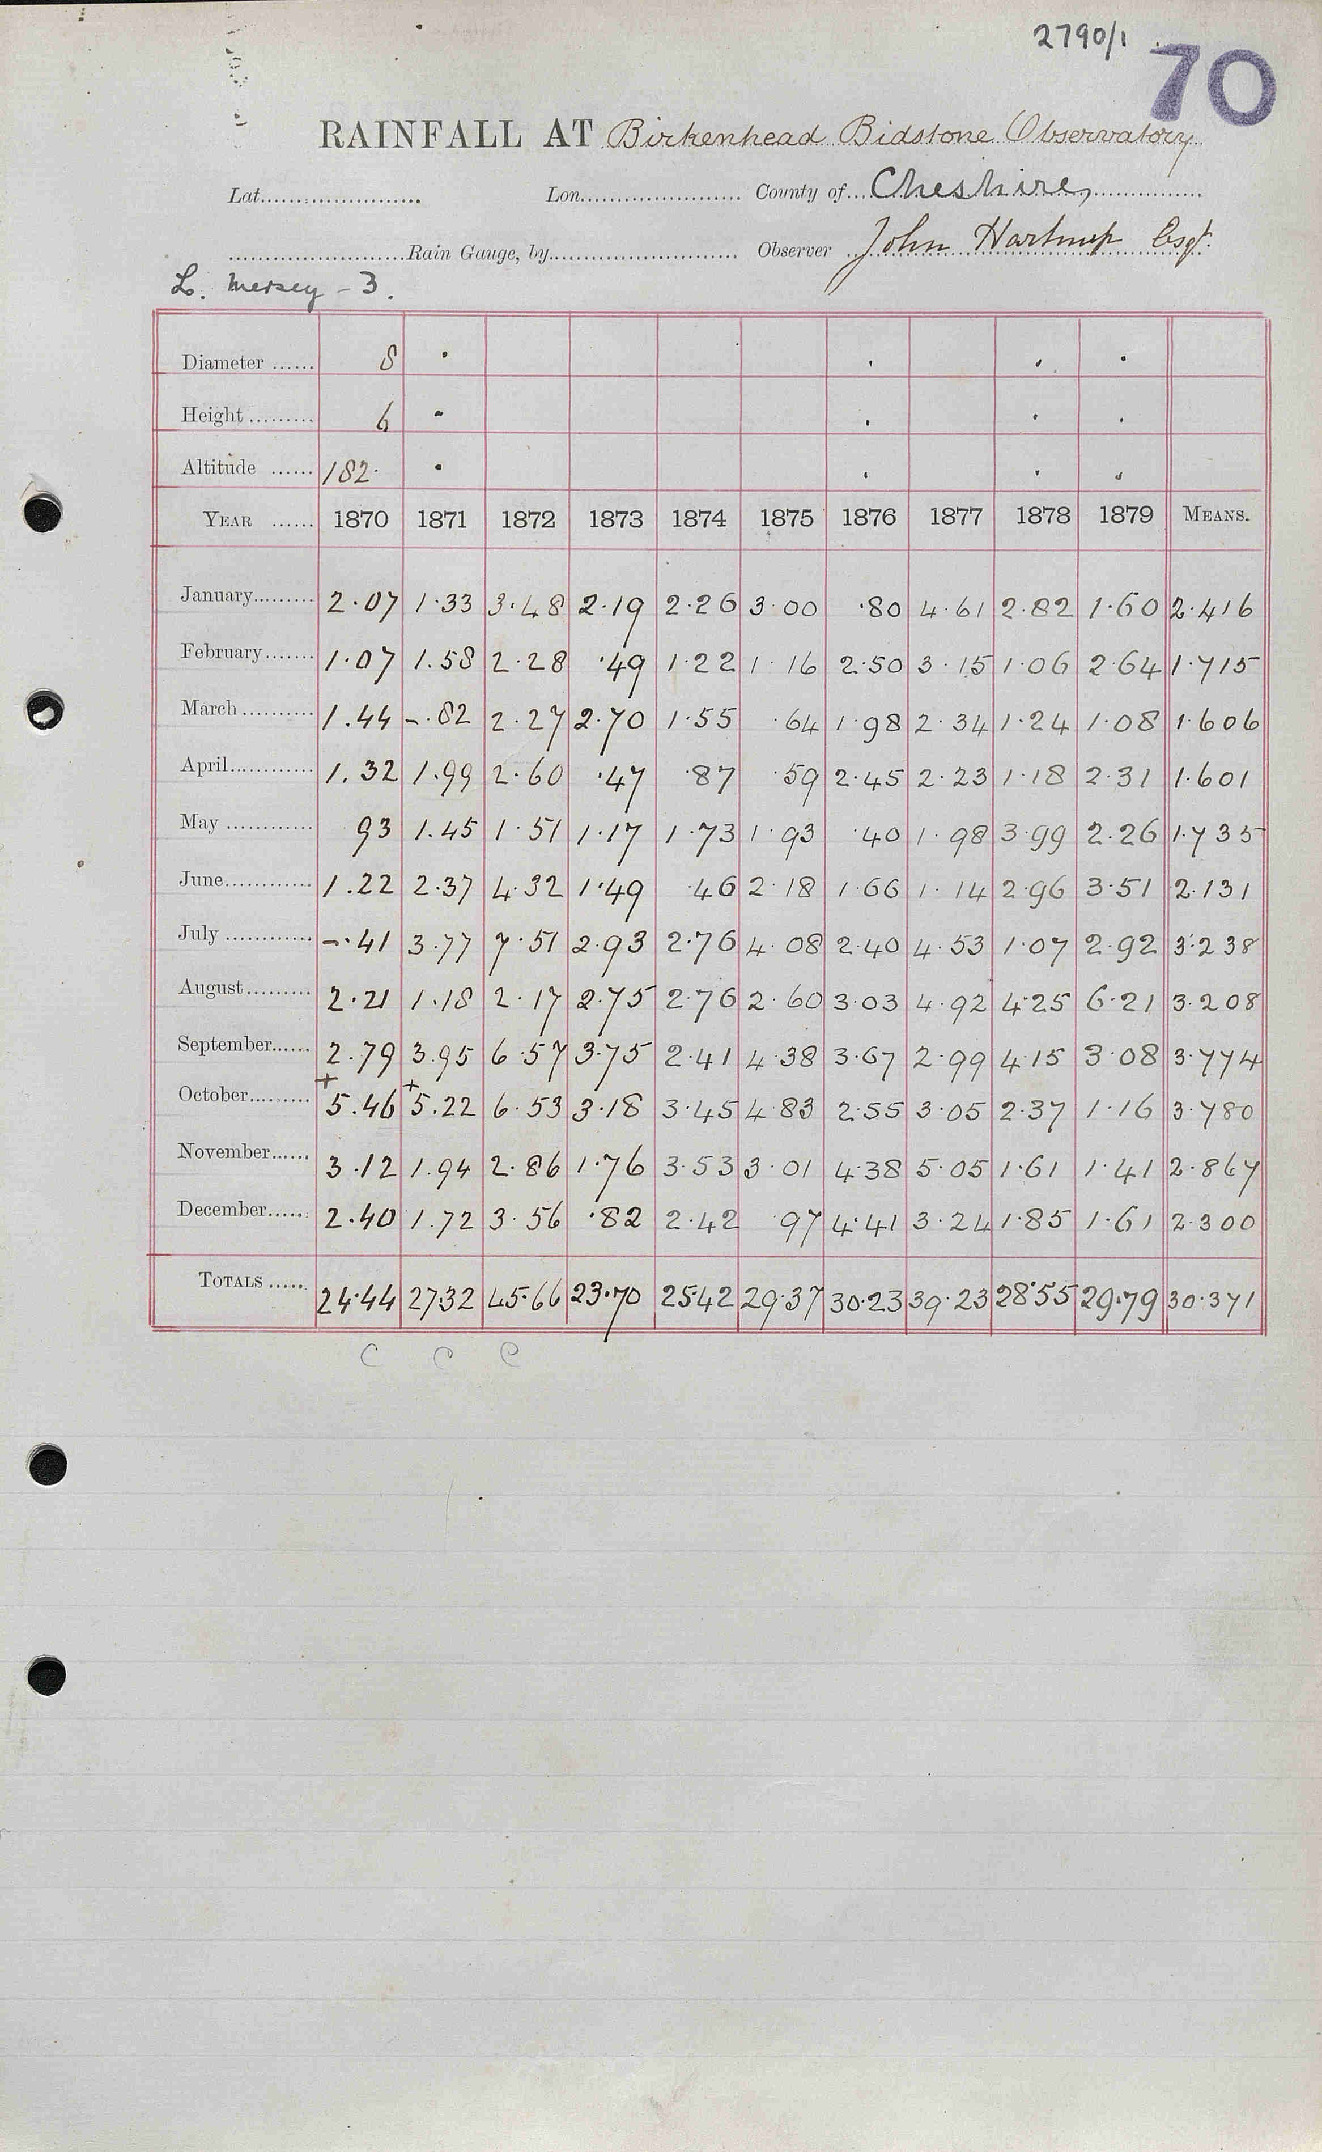 2790/1
70
RAINFALL AT Birkenhead Bidstone Observatory
Lat. Lon. County of Cheshire,
Rain Gauge, by Observer John Hartnup Esqr.
L. Mersey - 3.
Diameter 8 · · · ·
Height 6 · · · ·
Altitude 182 · · · ·
YEAR 1870 1871 1872 1873 1874 1875 1876 1877 1878 1879 MEANS.
January 2.07 1.33 3.48 2.19 2.26 3.00 .80 4.61 2.82 1.60 2.416
February 1.07 1.58 2.28 .49 1.22 1.16 2.50 3.15 1.06 2.64 1.715
March 1.44 -.82 2.27 2.70 1.55 .64 1.98 2.34 1.24 1.08 1.606
April 1.32 1.99 2.60 .47 .87 .59 2.45 2.23 1.18 2.31 1.601
May 93 1.45 1.51 1.17 1.73 1.93 .40 1.98 3.99 2.26 1.735
June 1.22 2.37 4.32 1.49 .46 2.18 1.66 1.14 2.96 3.51 2.131
July -.41 3.77 7.51 2.93 2.76 4.08 2.40 4.53 1.07 2.92 3.238
August 2.21 1.18 2.17 2.75 2.76 2.60 3.03 4.92 4.25 6.21 3.208
September 2.79 3.95 6.57 3.75 2.41 4.38 3.67 2.99 4.15 3.08 3.774
October +5.46 +5.22 6.53 3.18 3.45 4.83 2.55 3.05 2.37 1.16 3.780
November 3.12 1.94 2.86 1.76 3.53 3.01 4.38 5.05 1.61 1.41 2.867
December 2.40 1.72 3.56 .82 2.42 .97 4.41 3.24 1.85 1.61 2.300
TOTALS 24.44 27.32 45.66 23.70 25.42 29.37 30.23 39.23 28.55 29.79 30.371
C C C